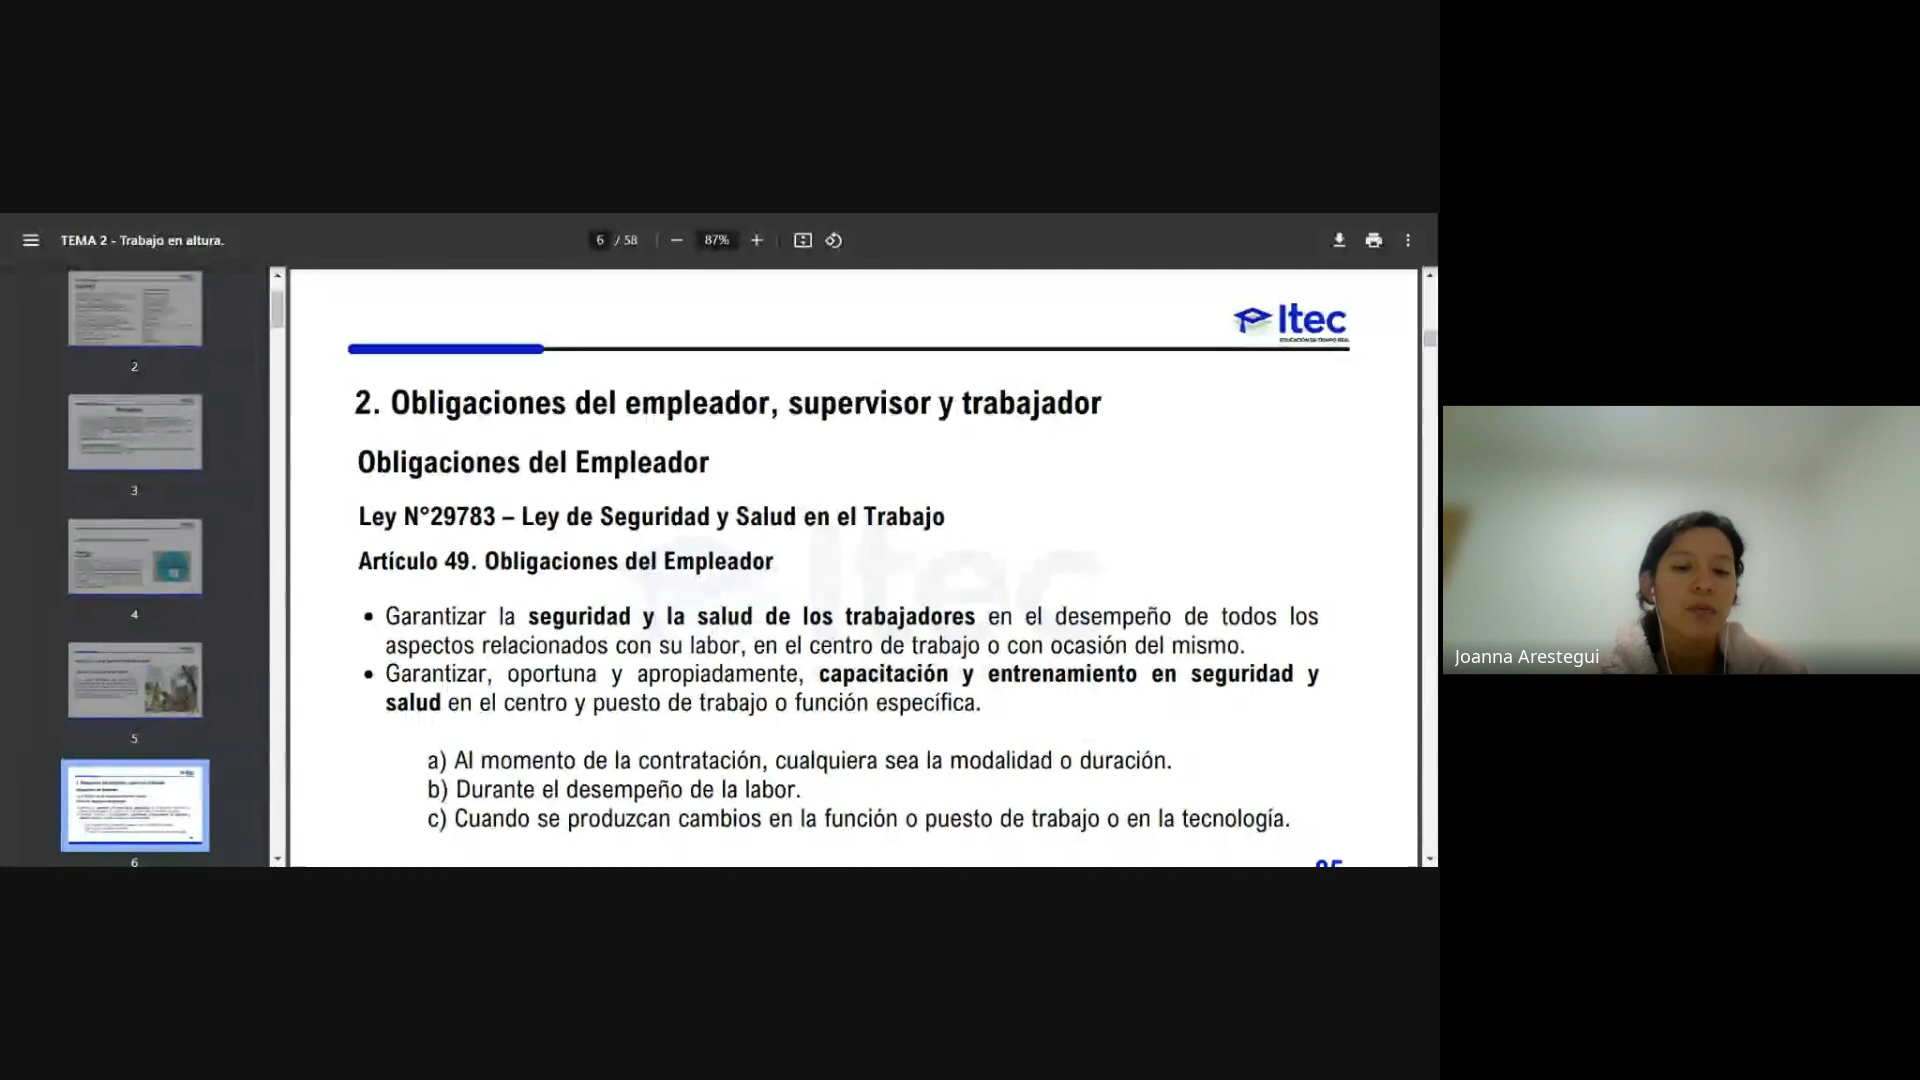 TEMA 2 - Trabajo en altura.
6 / 58
87%
2
3
4
5
6
Itec
EDUCACIÓN EN TIEMPO REAL
2. Obligaciones del empleador, supervisor y trabajador
Obligaciones del Empleador
Ley N°29783 – Ley de Seguridad y Salud en el Trabajo
Artículo 49. Obligaciones del Empleador
• Garantizar la seguridad y la salud de los trabajadores en el desempeño de todos los
aspectos relacionados con su labor, en el centro de trabajo o con ocasión del mismo.
• Garantizar, oportuna y apropiadamente, capacitación y entrenamiento en seguridad y
salud en el centro y puesto de trabajo o función específica.
a) Al momento de la contratación, cualquiera sea la modalidad o duración.
b) Durante el desempeño de la labor.
c) Cuando se produzcan cambios en la función o puesto de trabajo o en la tecnología.
Joanna Arestegui